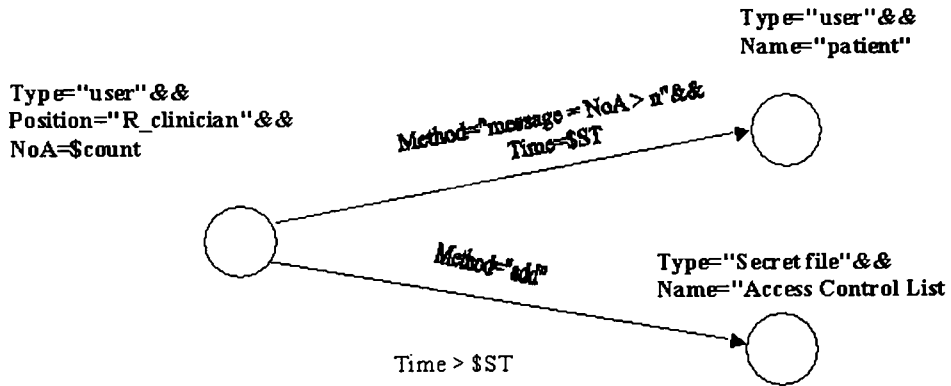 Type="user"&&
Name="patient"
Type="user"&&
Position="R_clinician"&&
NoA=$count
Method="message = NoA > n"&&
Time=$ST
Method="add"
Type="Secret file"&&
Name="Access Control List
Time > $ST